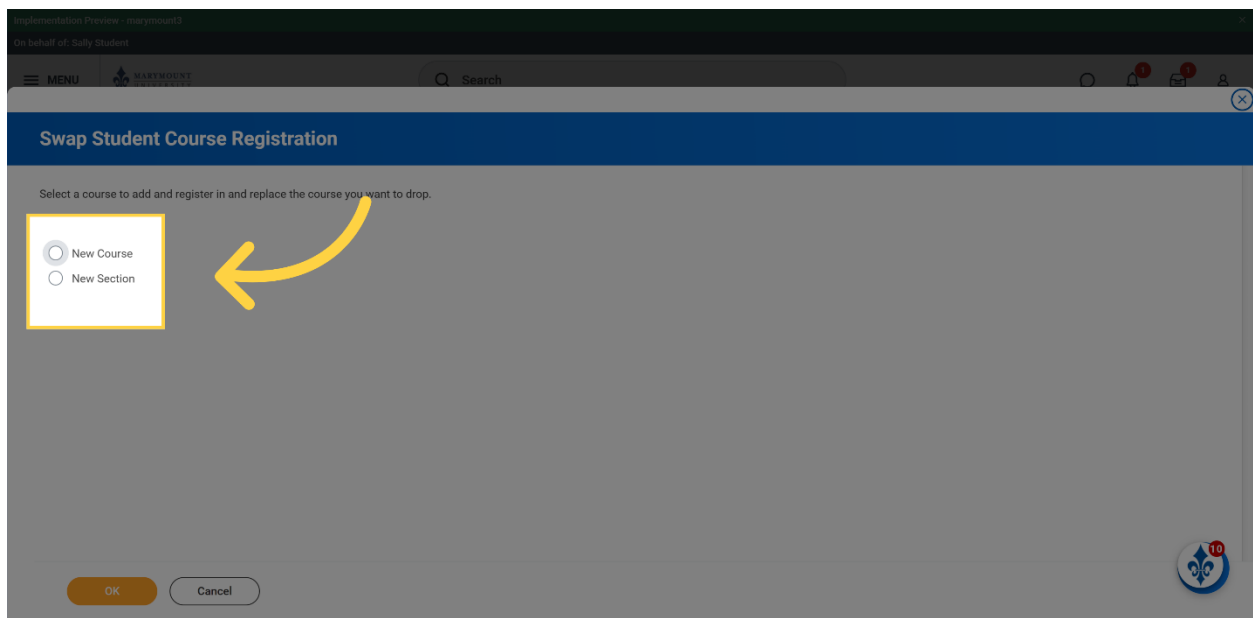 Implementation Preview - marymount3
On behalf of: Sally Student
MENU
MARYMOUNT
UNIVERSITY
Search
1
1
Swap Student Course Registration
Select a course to add and register in and replace the course you want to drop.
New Course
New Section
10
OK
Cancel